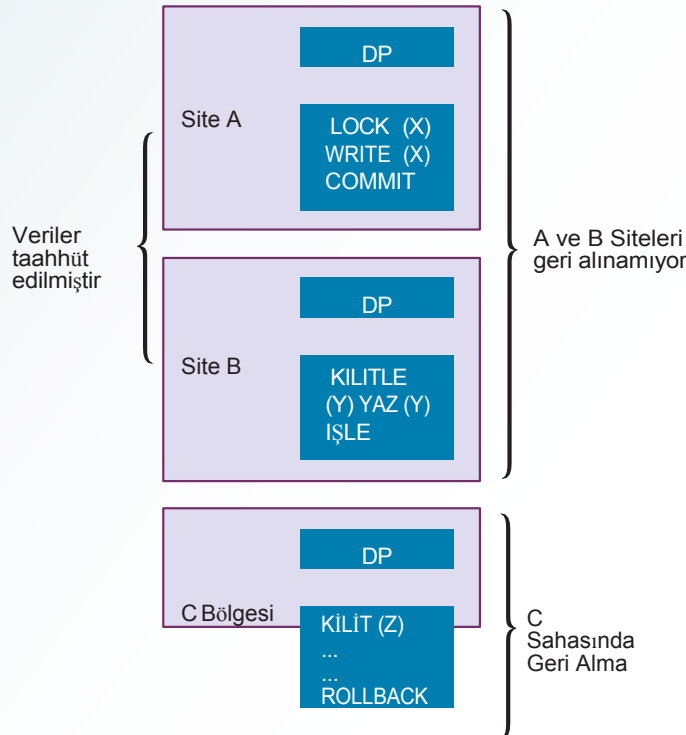 DP
Site A
LOCK (X)
WRITE (X)
COMMIT
Veriler
taahhüt
edilmiştir
A ve B Siteleri
geri alınamıyor
DP
Site B
KILITLE
(Y) YAZ (Y)
IŞLE
DP
C Bölgesi
KİLİT (Z)
...
...
ROLLBACK
C
Sahasında
Geri Alma